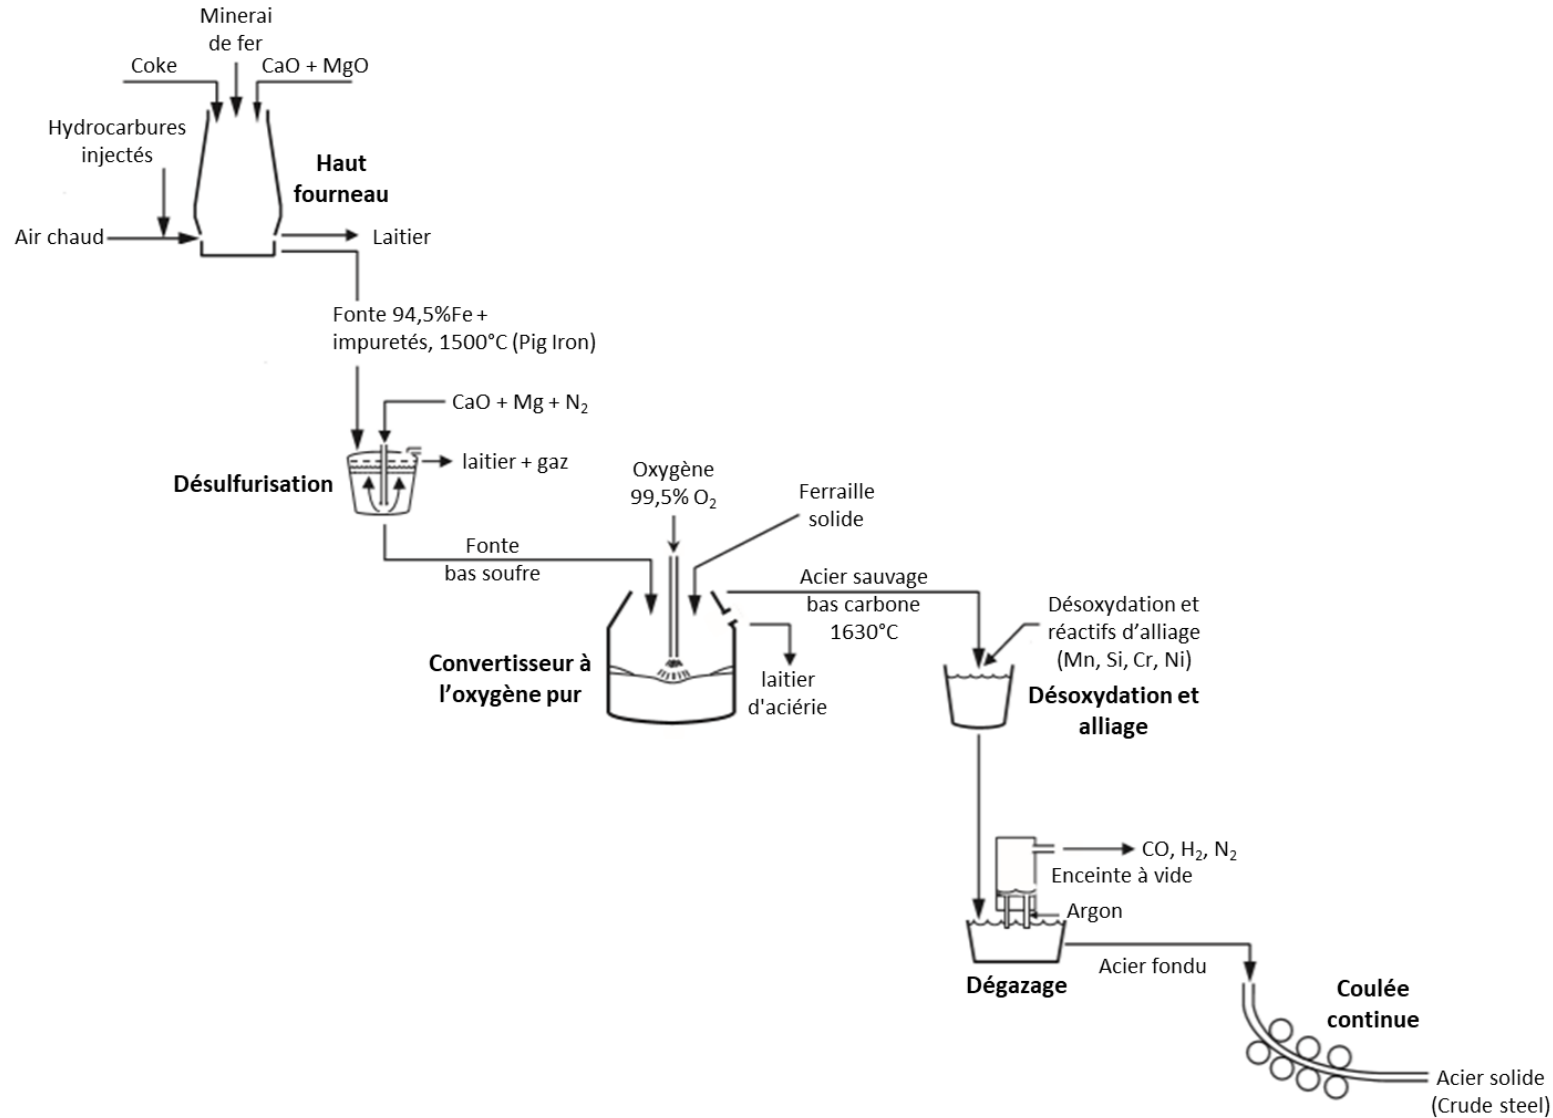 Minerai
de fer
Coke
CaO + MgO
Hydrocarbures
injectés
Haut
fourneau
Air chaud
Laitier
Fonte 94,5%Fe +
impuretés, 1500°C (Pig Iron)
CaO + Mg + N₂
laitier + gaz
Désulfurisation
Oxygène
99,5% O₂
Ferraille
solide
Fonte
bas soufre
Acier sauvage
bas carbone
1630°C
Désoxydation et
réactifs d’alliage
(Mn, Si, Cr, Ni)
Convertisseur à
l’oxygène pur
laitier
d'aciérie
Désoxydation et
alliage
CO, H₂, N₂
Enceinte à vide
Argon
Acier fondu
Dégazage
Coulée
continue
Acier solide
(Crude steel)